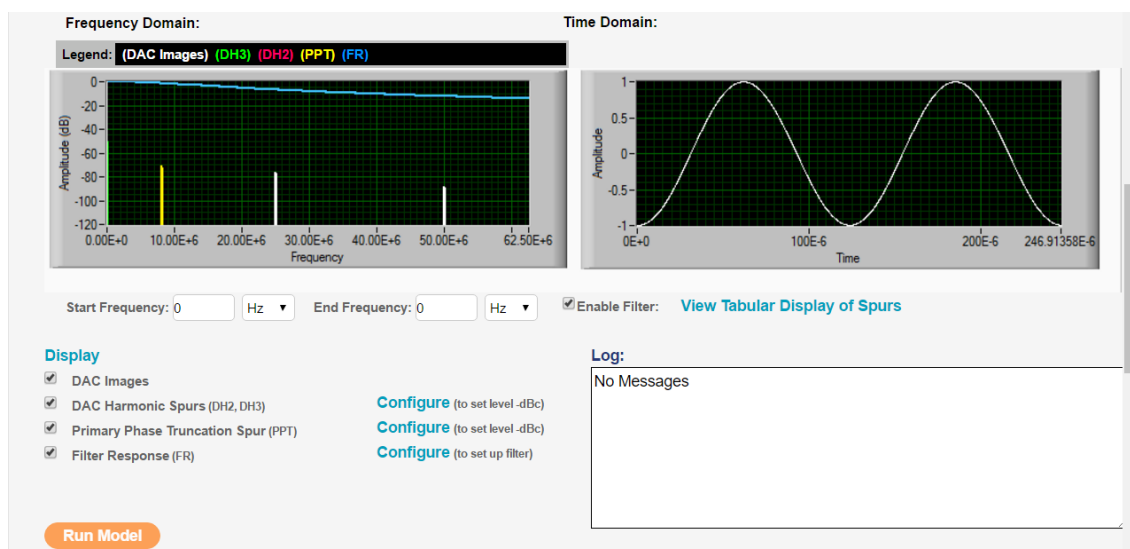 Frequency Domain:
Time Domain:
Legend: (DAC Images) (DH3) (DH2) (PPT) (FR)
Amplitude (dB)
0
-20
-40
-60
-80
-100
-120
0.00E+0 10.00E+6 20.00E+6 30.00E+6 40.00E+6 50.00E+6 62.50E+6
Frequency
Amplitude
1
0.5
0
-0.5
-1
0E+0 100E-6 200E-6 246.91358E-6
Time
Start Frequency: 0 Hz End Frequency: 0 Hz Enable Filter: View Tabular Display of Spurs
Display
DAC Images
DAC Harmonic Spurs (DH2, DH3) Configure (to set level -dBc)
Primary Phase Truncation Spur (PPT) Configure (to set level -dBc)
Filter Response (FR) Configure (to set up filter)
Log:
No Messages
Run Model